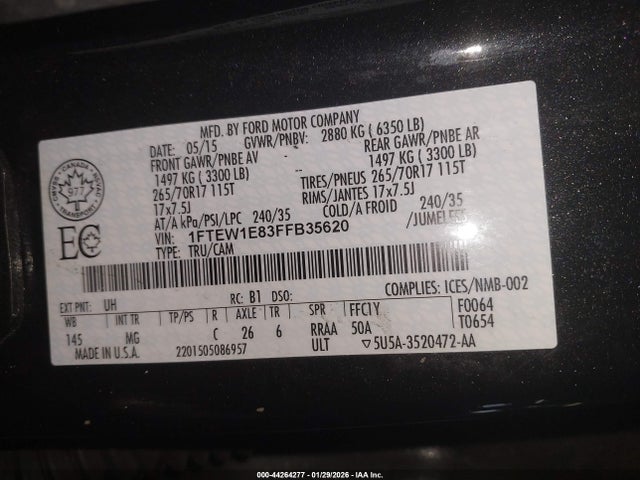 MFD. BY FORD MOTOR COMPANY
DATE: 05/15 GVWR/PNBV: 2880 KG ( 6350 LB)
FRONT GAWR/PNBE AV REAR GAWR/PNBE AR
1497 KG ( 3300 LB) 1497 KG ( 3300 LB)
265/70R17 115T TIRES/PNEUS 265/70R17 115T
17x7.5J RIMS/JANTES 17x7.5J
AT/A kPa/PSI/LPC 240/35 COLD/A FROID 240/35
VIN: 1FTEW1E83FFB35620 /JUMELEES
TYPE: TRU/CAM
CANADA
977
TRANSPORT
EC
COMPLIES: ICES/NMB-002
EXT PNT: UH RC: B1 DSO: F0064
WB INT TR TP/PS R AXLE TR SPR FFC1Y T0654
145 MG C 26 6 RRAA 50A
MADE IN U.S.A. 2201505086957 ULT ▽5U5A-3520472-AA
000-44264277 - 01/29/2026 - IAA Inc.